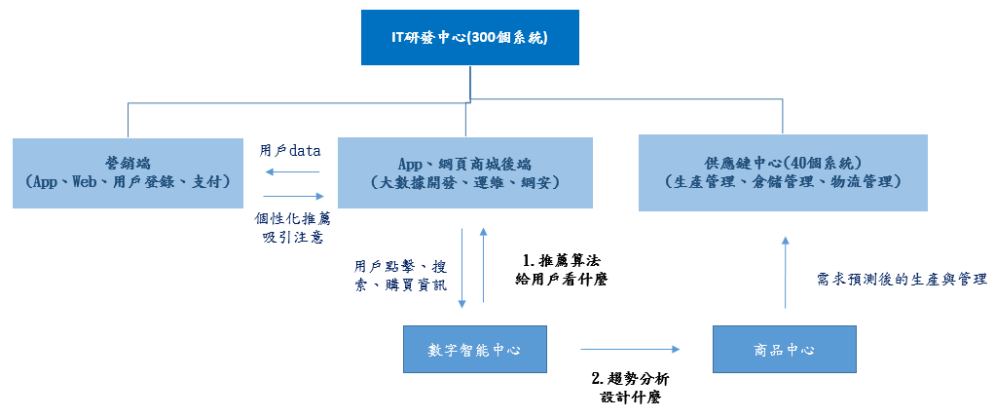 IT研發中心(300個系統)
營銷端
(App、Web、用戶登錄、支付)
用戶data
個性化推薦
吸引注意
App、網頁商城後端
(大數據開發、運維、網安)
供應鏈中心(40個系統)
(生產管理、倉儲管理、物流管理)
用戶點擊、搜
索、購買資訊
1.推薦算法
給用戶看什麼
需求預測後的生產與管理
數字智能中心
2.趨勢分析
設計什麼
商品中心